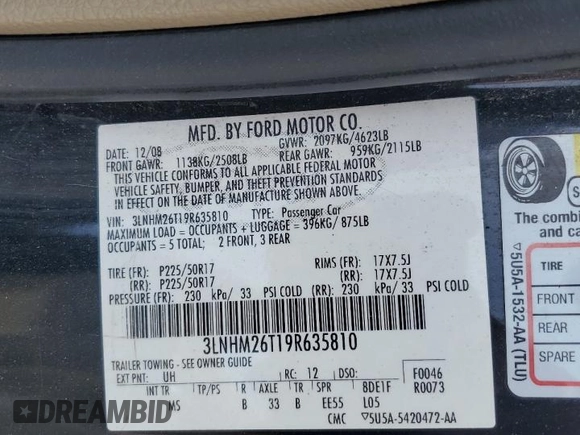 MFD. BY FORD MOTOR CO.
DATE: 12/08 GVWR: 2097KG/4623LB
FRONT GAWR: 1138KG/2508LB REAR GAWR: 959KG/2115LB
THIS VEHICLE CONFORMS TO ALL APPLICABLE FEDERAL MOTOR
VEHICLE SAFETY, BUMPER, AND THEFT PREVENTION STANDARDS
IN EFFECT ON THE DATE OF MANUFACTURE SHOWN ABOVE.
VIN: 3LNHM26T19R635810 TYPE: Passenger Car
MAXIMUM LOAD = OCCUPANTS + LUGGAGE = 396KG/ 875LB
OCCUPANTS = 5 TOTAL; 2 FRONT, 3 REAR
TIRE (FR): P225/50R17 RIMS (FR): 17X7.5J
(RR): P225/50R17 (RR): 17X7.5J
PRESSURE (FR): 230 kPa/ 33 PSI COLD (RR): 230 kPa/ 33 PSI COLD
3LNHM26T19R635810
TRAILER TOWING - SEE OWNER GUIDE
EXT PNT: UH RC: 12 DSO: F0046
INT TR TP/PS R AXLE TR SPR 8DE1F R0073
MS B 33 B EE55 L05
CMC ▽5U5A-5420472-AA
The combin
TIRE
FRONT
REAR
SPARE
▽5U5A-1532-AA (TLU)
DREAMBID